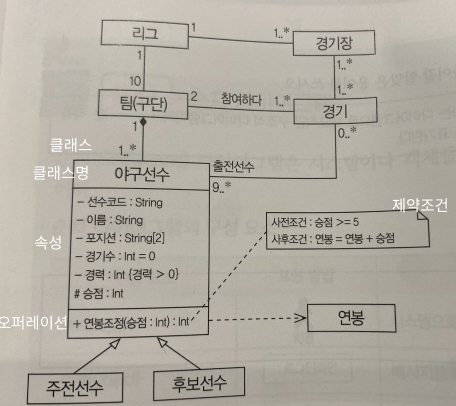 리그
1
1..*
경기장
1
1..*
10
1..*
팀(구단)
2
참여하다
1..*
경기
1
0..*
클래스
1..*
클래스명
야구선수
출전선수
9..*
제약조건
- 선수코드 : String
- 이름 : String
속성
- 포지션 : String[2]
- 경기수 : Int = 0
- 경력 : Int {경력 > 0}
# 승점 : Int
사전조건 : 승점 >= 5
사후조건 : 연봉 = 연봉 + 승점
오퍼레이션
+ 연봉조정(승점 : Int) : Int
연봉
주전선수
후보선수